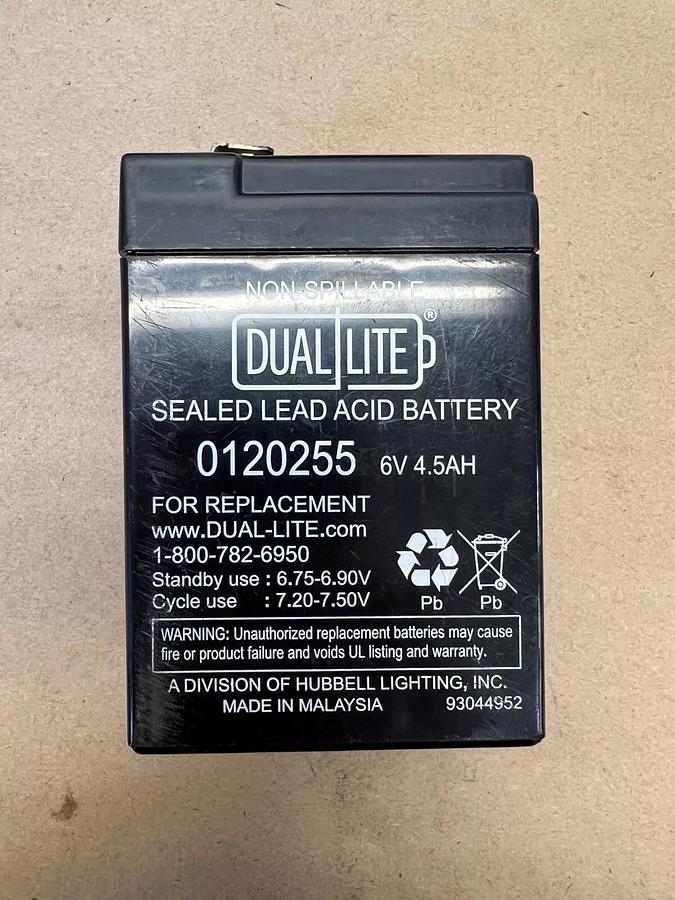 NON-SPILLABLE
DUAL LITE®
SEALED LEAD ACID BATTERY
0120255 6V 4.5AH
FOR REPLACEMENT
www.DUAL-LITE.com
1-800-782-6950
Standby use : 6.75-6.90V
Cycle use : 7.20-7.50V
Pb Pb
WARNING: Unauthorized replacement batteries may cause
fire or product failure and voids UL listing and warranty.
A DIVISION OF HUBBELL LIGHTING, INC.
MADE IN MALAYSIA 93044952